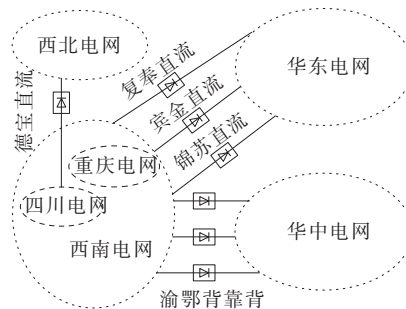 西北电网
德宝直流
复奉直流
宾金直流
锦苏直流
华东电网
重庆电网
四川电网
西南电网
华中电网
渝鄂背靠背